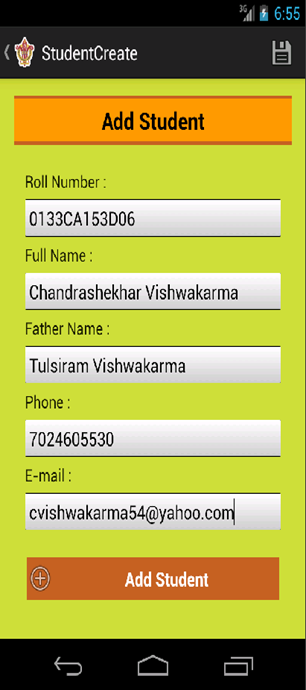 3G 6:55
StudentCreate
Add Student
Roll Number :
0133CA153D06
Full Name :
Chandrashekhar Vishwakarma
Father Name :
Tulsiram Vishwakarma
Phone :
7024605530
E-mail :
cvishwakarma54@yahoo.com
Add Student